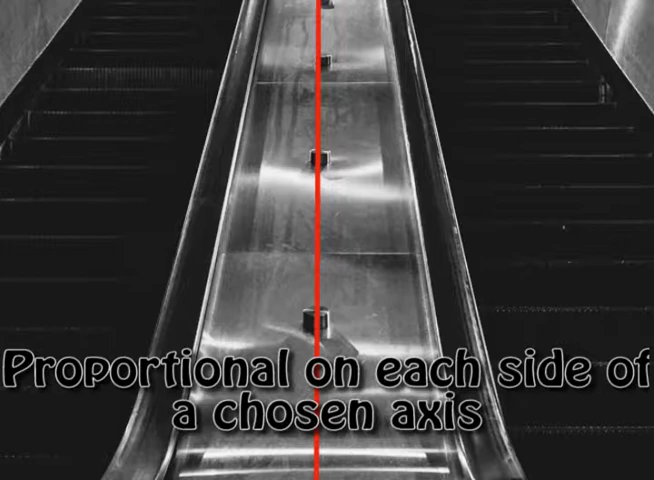 Proportional on each side of
a chosen axis